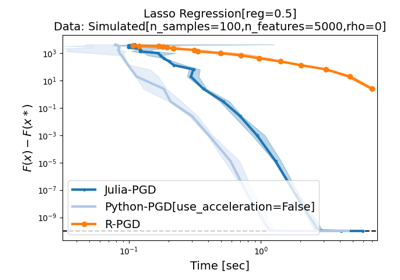 Lasso Regression[reg=0.5]
Data: Simulated[n_samples=100,n_features=5000,rho=0]
F(x) − F(x*)
10³
10¹
10⁻¹
10⁻³
10⁻⁵
10⁻⁷
10⁻⁹
Julia-PGD
Python-PGD[use_acceleration=False]
R-PGD
10⁻¹ 10⁰
Time [sec]